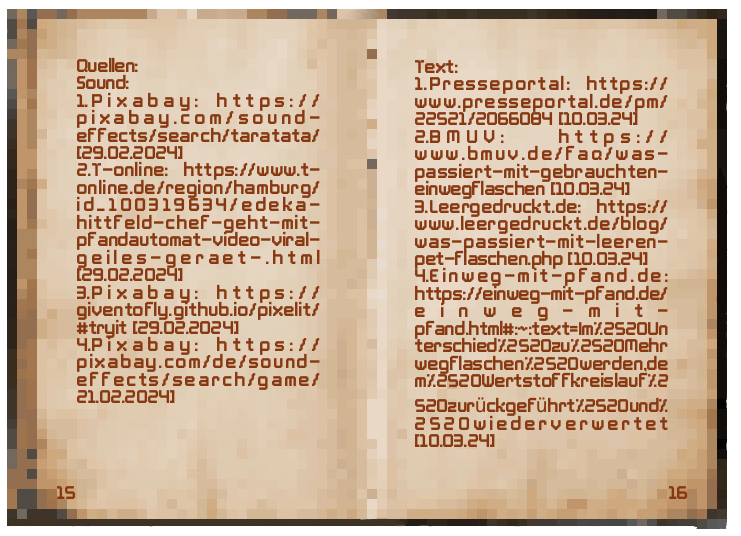 Quellen:
Sound:
1.Pixabay: https://
pixabay.com/sound-
effects/search/taratata/
[29.02.2024]
2.T-online: https://www.t-
online.de/region/hamburg/
id_100319634/edeka-
hittfeld-chef-geht-mit-
pfandautomat-video-viral-
geiles-geraet-.html
[29.02.2024]
3.Pixabay: https://
giventofly.github.io/pixelit/
#tryit [29.02.2024]
4.Pixabay: https://
pixabay.com/de/sound-
effects/search/game/
21.02.2024]
15
Text:
1.Presseportal: https://
www.presseportal.de/pm/
22521/2066084 [10.03.24]
2.BMUV: https://
www.bmuv.de/faq/was-
passiert-mit-gebrauchten-
einwegflaschen [10.03.24]
3.Leergedruckt.de: https://
www.leergedruckt.de/blog/
was-passiert-mit-leeren-
pet-flaschen.php [10.03.24]
4.Einweg-mit-pfand.de:
https://einweg-mit-pfand.de/
einweg-mit-
pfand.html#:~:text=Im%2520Un
terschied%2520zu%2520Mehr
wegflaschen%2520werden,de
m%2520Wertstoffkreislauf%2
520zurückgeführt%2520und%
2520wiederverwertet
[10.03.24]
16